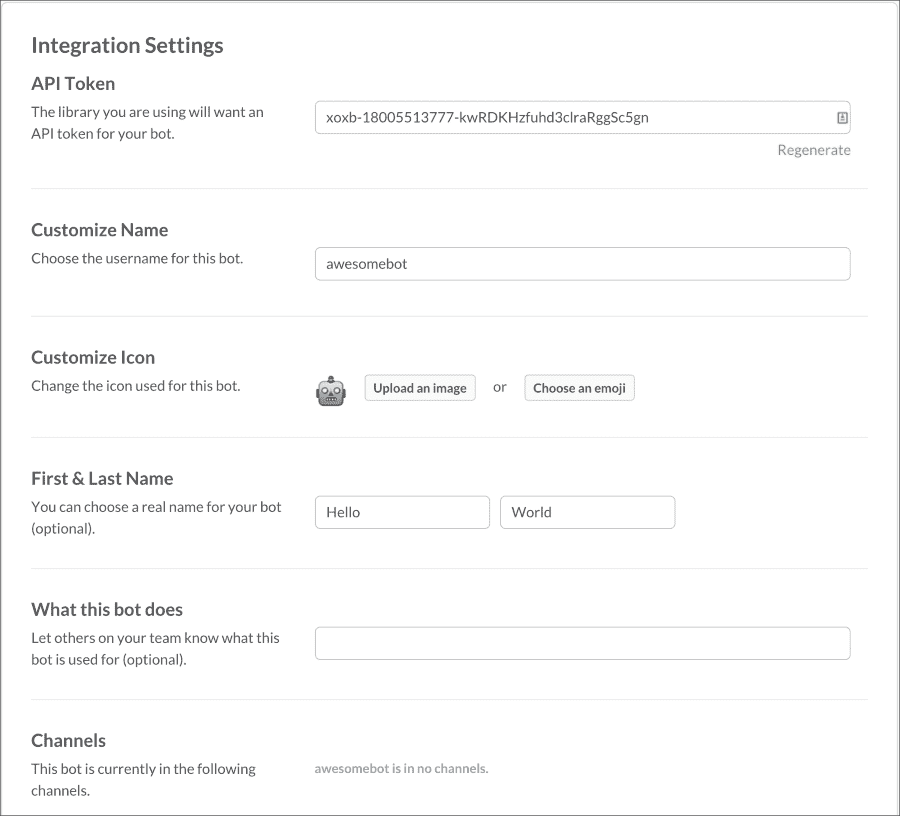 Integration Settings
API Token
The library you are using will want an
API token for your bot.
xoxb-18005513777-kwRDKHzfuhd3clraRggSc5gn
Regenerate
Customize Name
Choose the username for this bot.
awesomebot
Customize Icon
Change the icon used for this bot.
Upload an image or Choose an emoji
First & Last Name
You can choose a real name for your bot
(optional).
Hello World
What this bot does
Let others on your team know what this
bot is used for (optional).
Channels
This bot is currently in the following
channels.
awesomebot is in no channels.